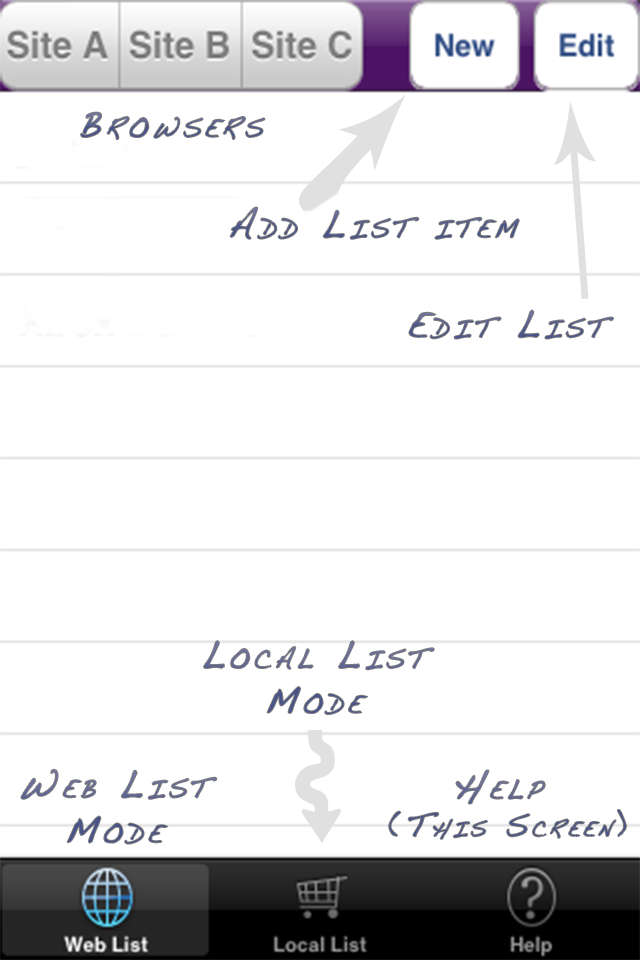 Site A Site B Site C New Edit
Browsers
Add List item
Edit List
Local List
Mode
Web List
Mode
Help
(This Screen)
Web List Local List Help